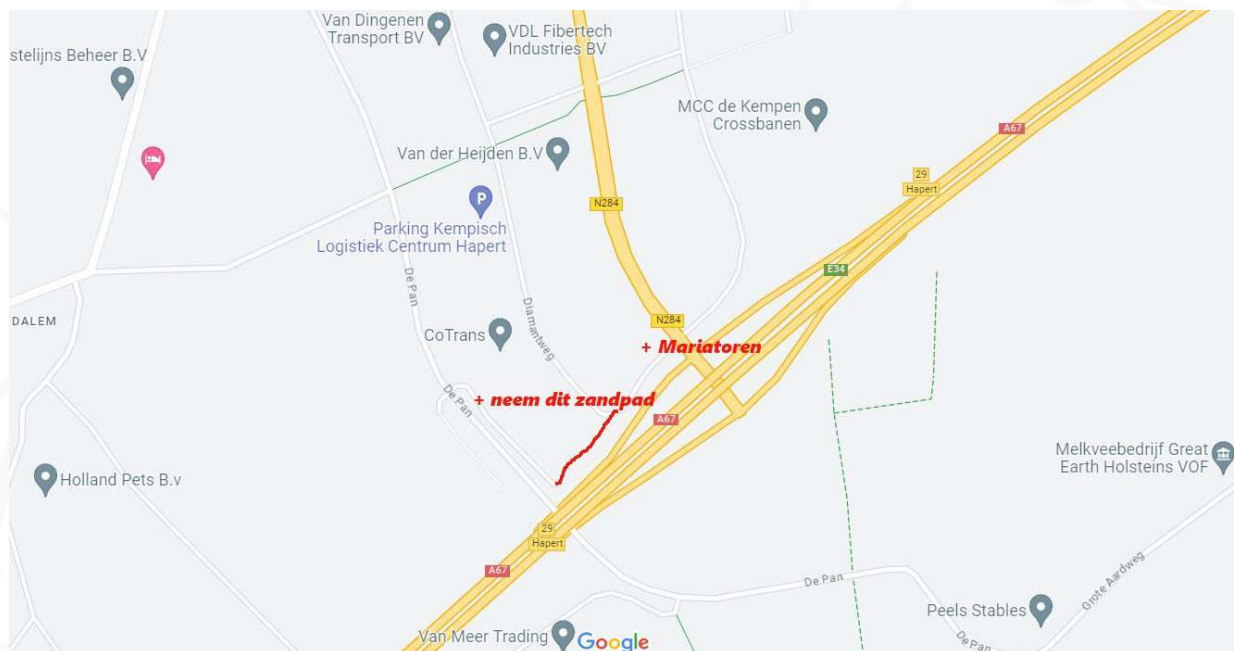 Van Dingenen
Transport BV
VDL Fibertech
Industries BV
stelijns Beheer B.V
MCC de Kempen
Crossbanen
A67
Van der Heijden B.V
29
Hapert
N284
Parking Kempisch
Logistiek Centrum Hapert
De Pan
E34
Diamantweg
DALEM
N284
CoTrans
+ Mariatoren
De Pan
+ neem dit zandpad
A67
Melkveebedrijf Great
Earth Holsteins VOF
Holland Pets B.v
29
Hapert
A67
De Pan
Grote Aardweg
Peels Stables
De Pan
Van Meer Trading
Google